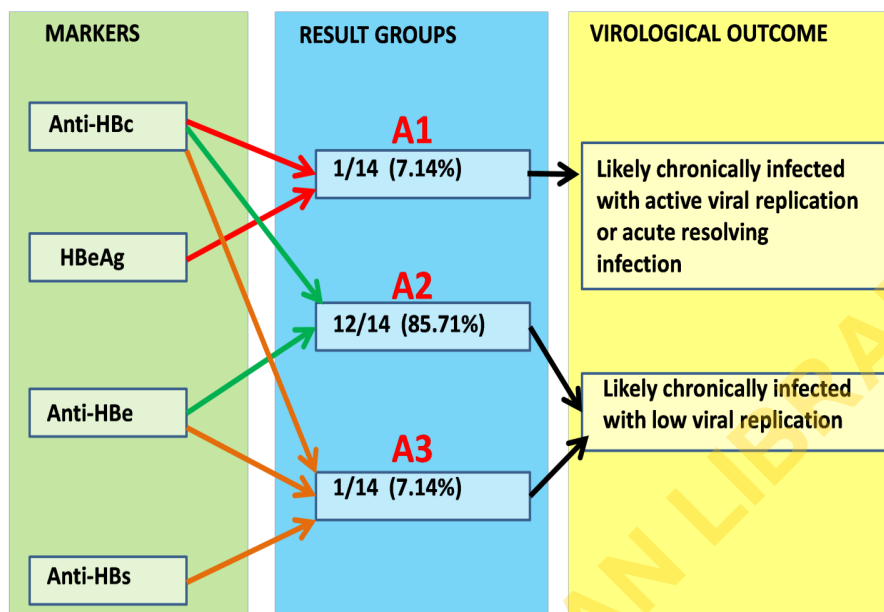 MARKERS
RESULT GROUPS
VIROLOGICAL OUTCOME
Anti-HBc
HBeAg
Anti-HBe
Anti-HBs
A1
1/14 (7.14%)
A2
12/14 (85.71%)
A3
1/14 (7.14%)
Likely chronically infected
with active viral replication
or acute resolving
infection
Likely chronically infected
with low viral replication
AN LIBRA